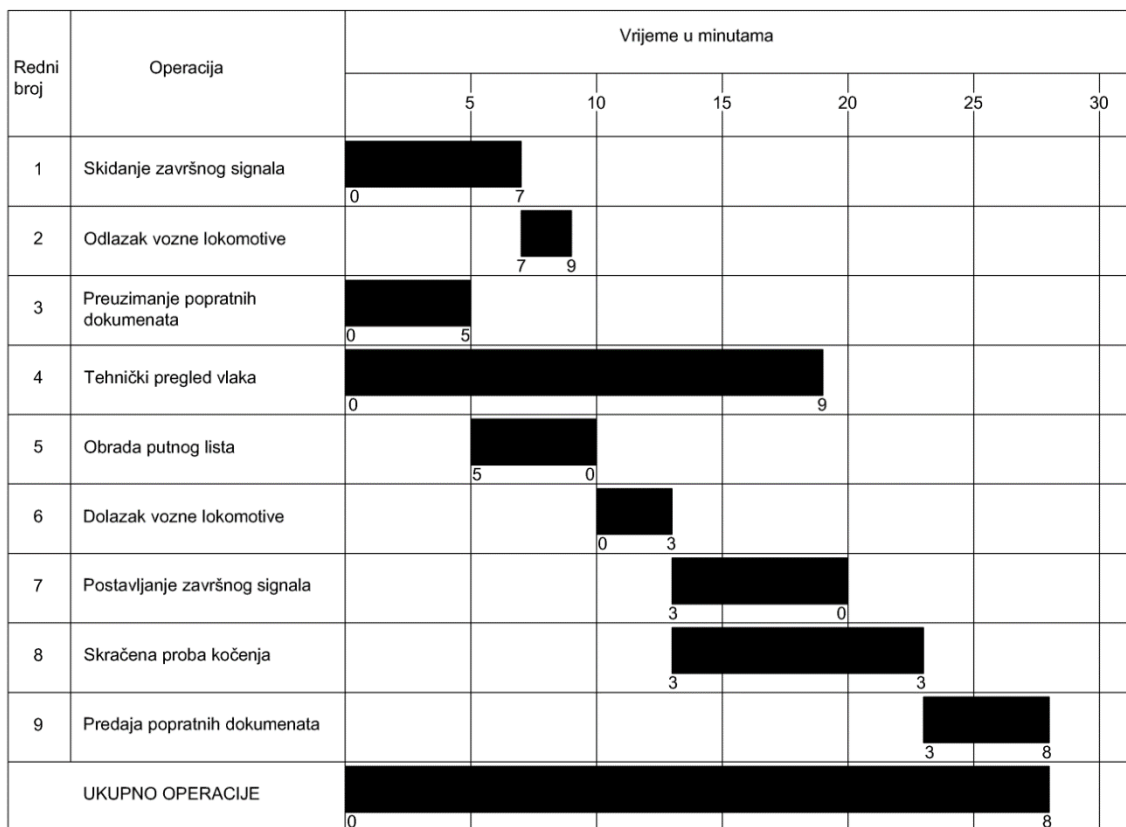 Redni
broj
Operacija
Vrijeme u minutama
5 10 15 20 25 30
1 Skidanje završnog signala
0 7
2 Odlazak vozne lokomotive
7 9
3 Preuzimanje popratnih
dokumenata
0 5
4 Tehnički pregled vlaka
0 9
5 Obrada putnog lista
5 0
6 Dolazak vozne lokomotive
0 3
7 Postavljanje završnog signala
3 0
8 Skračena proba kočenja
3 3
9 Predaja popratnih dokumenata
3 8
UKUPNO OPERACIJE
0 8